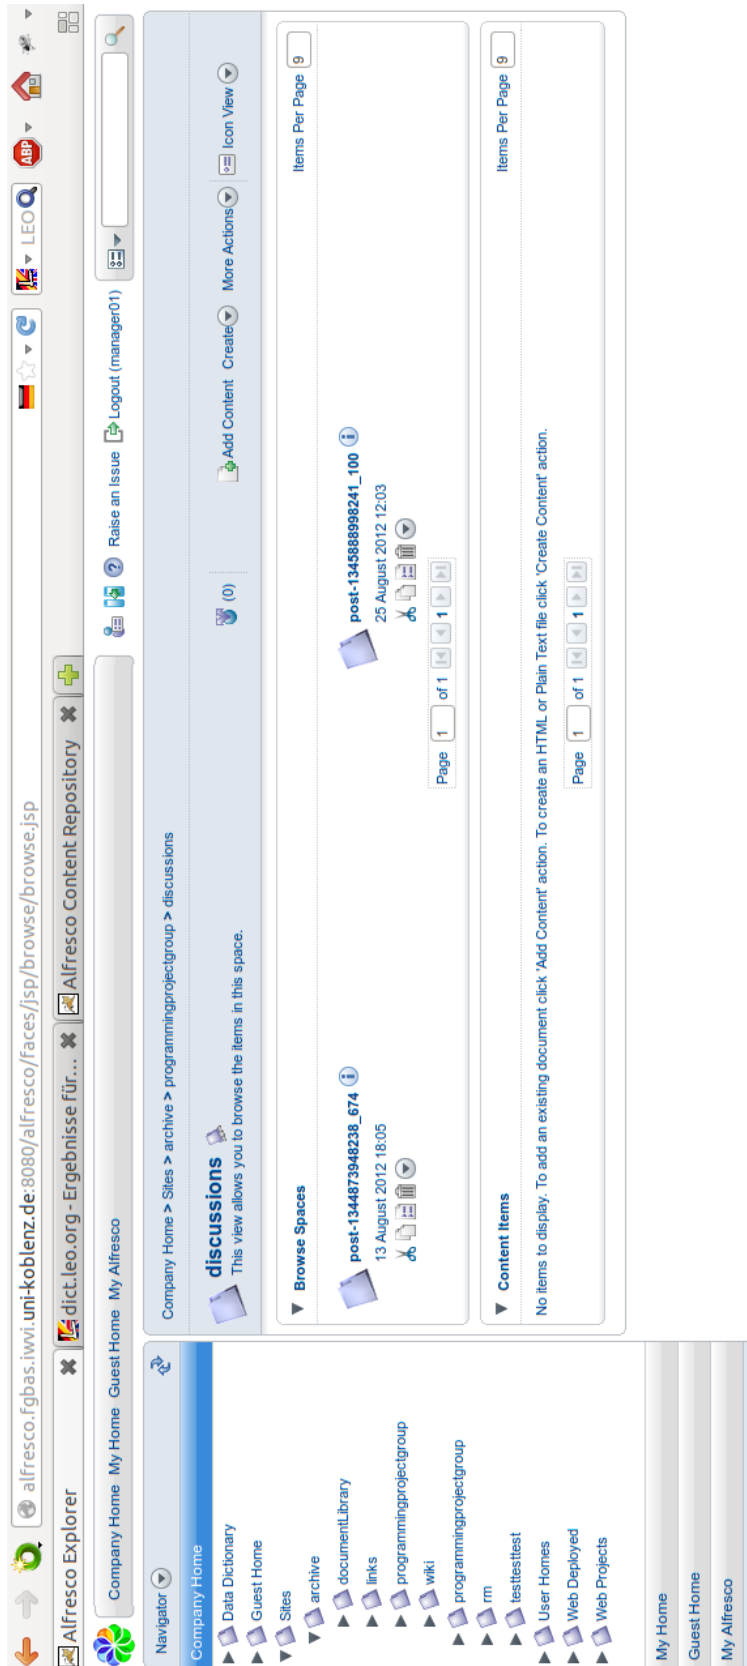 alfresco.fgbas.iwvi.uni-koblenz.de:8080/alfresco/faces/jsp/browse/browse.jsp
LEO
ABP
Alfresco Explorer
dict.leo.org - Ergebnisse für...
Alfresco Content Repository
Company Home My Home Guest Home My Alfresco
Raise an Issue
Logout (manager01)
Navigator
Company Home
Data Dictionary
Guest Home
Sites
archive
documentLibrary
links
programmingprojectgroup
wiki
programmingprojectgroup
rm
testtesttest
User Homes
Web Deployed
Web Projects
My Home
Guest Home
My Alfresco
Company Home > Sites > archive > programmingprojectgroup > discussions
discussions
This view allows you to browse the items in this space.
(0)
Add Content
Create
More Actions
Icon View
Browse Spaces
Items Per Page 9
post-1344873948238_674
13 August 2012 18:05
post-1345888998241_100
25 August 2012 12:03
Page 1 of 1 1
Content Items
Items Per Page 9
No items to display. To add an existing document click 'Add Content' action. To create an HTML or Plain Text file click 'Create Content' action.
Page 1 of 1 1